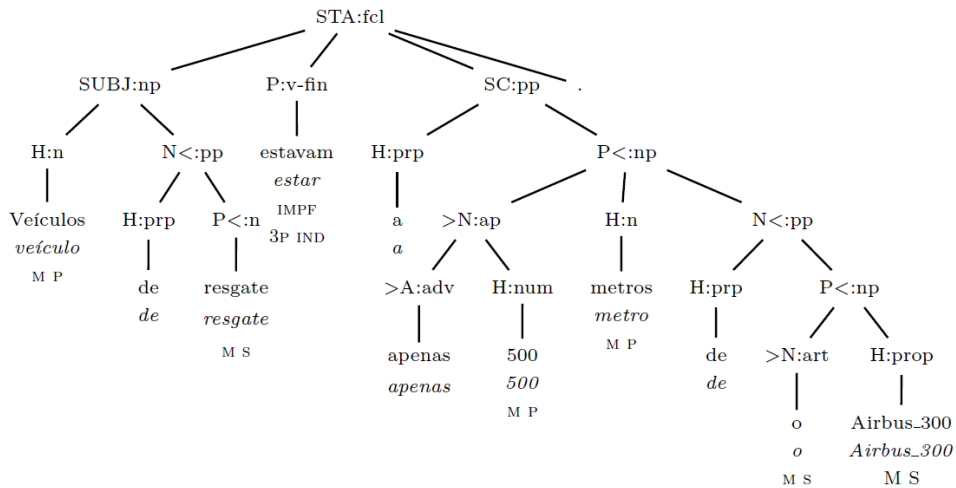 STA:fcl
SUBJ:np P:v-fin SC:pp .
H:n N<:pp estavam H:prp P<:np
estar
IMPF
3P IND
Veículos H:prp P<:n a >N:ap H:n N<:pp
veículo a
M P
de resgate >A:adv H:num metros H:prp P<:np
de resgate metro
M S M P
apenas 500 de >N:art H:prop
apenas 500 de
M P
o Airbus_300
o Airbus_300
M S M S